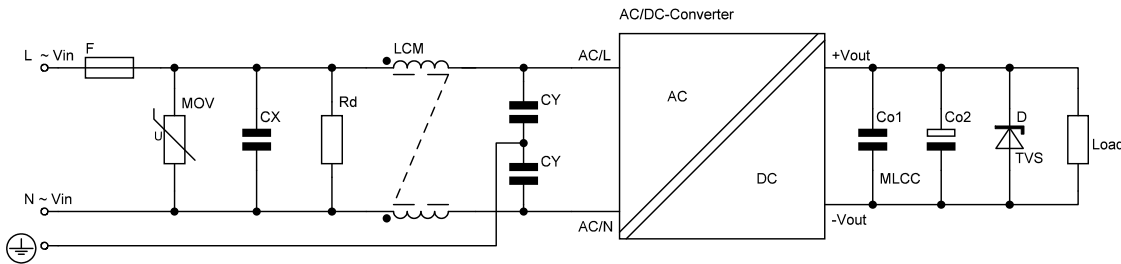 AC/DC-Converter
L ~ Vin
F
LCM
AC/L
+Vout
MOV
U
CX
Rd
CY
CY
AC
DC
Co1
MLCC
Co2
D
TVS
Load
N ~ Vin
AC/N
-Vout